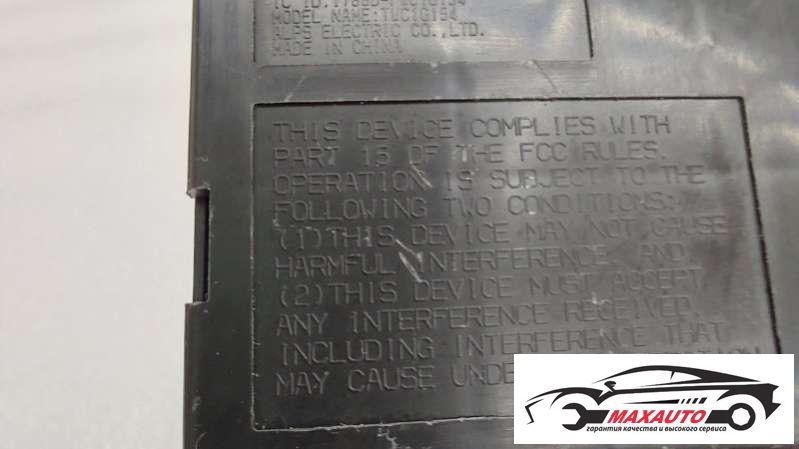 MODEL NAME:TWC1G164
ALPS ELECTRIC CO.,LTD.
MADE IN CHINA
THIS DEVICE COMPLIES WITH
PART 15 OF THE FCC RULES.
OPERATION IS SUBJECT TO THE
FOLLOWING TWO CONDITIONS:
(1)THIS DEVICE MAY NOT CAUSE
HARMFUL INTERFERENCE, AND
(2)THIS DEVICE MUST ACCEPT
ANY INTERFERENCE RECEIVED,
INCLUDING INTERFERENCE THAT
MAY CAUSE
MAXAUTO
гарантия качества и высокого сервиса